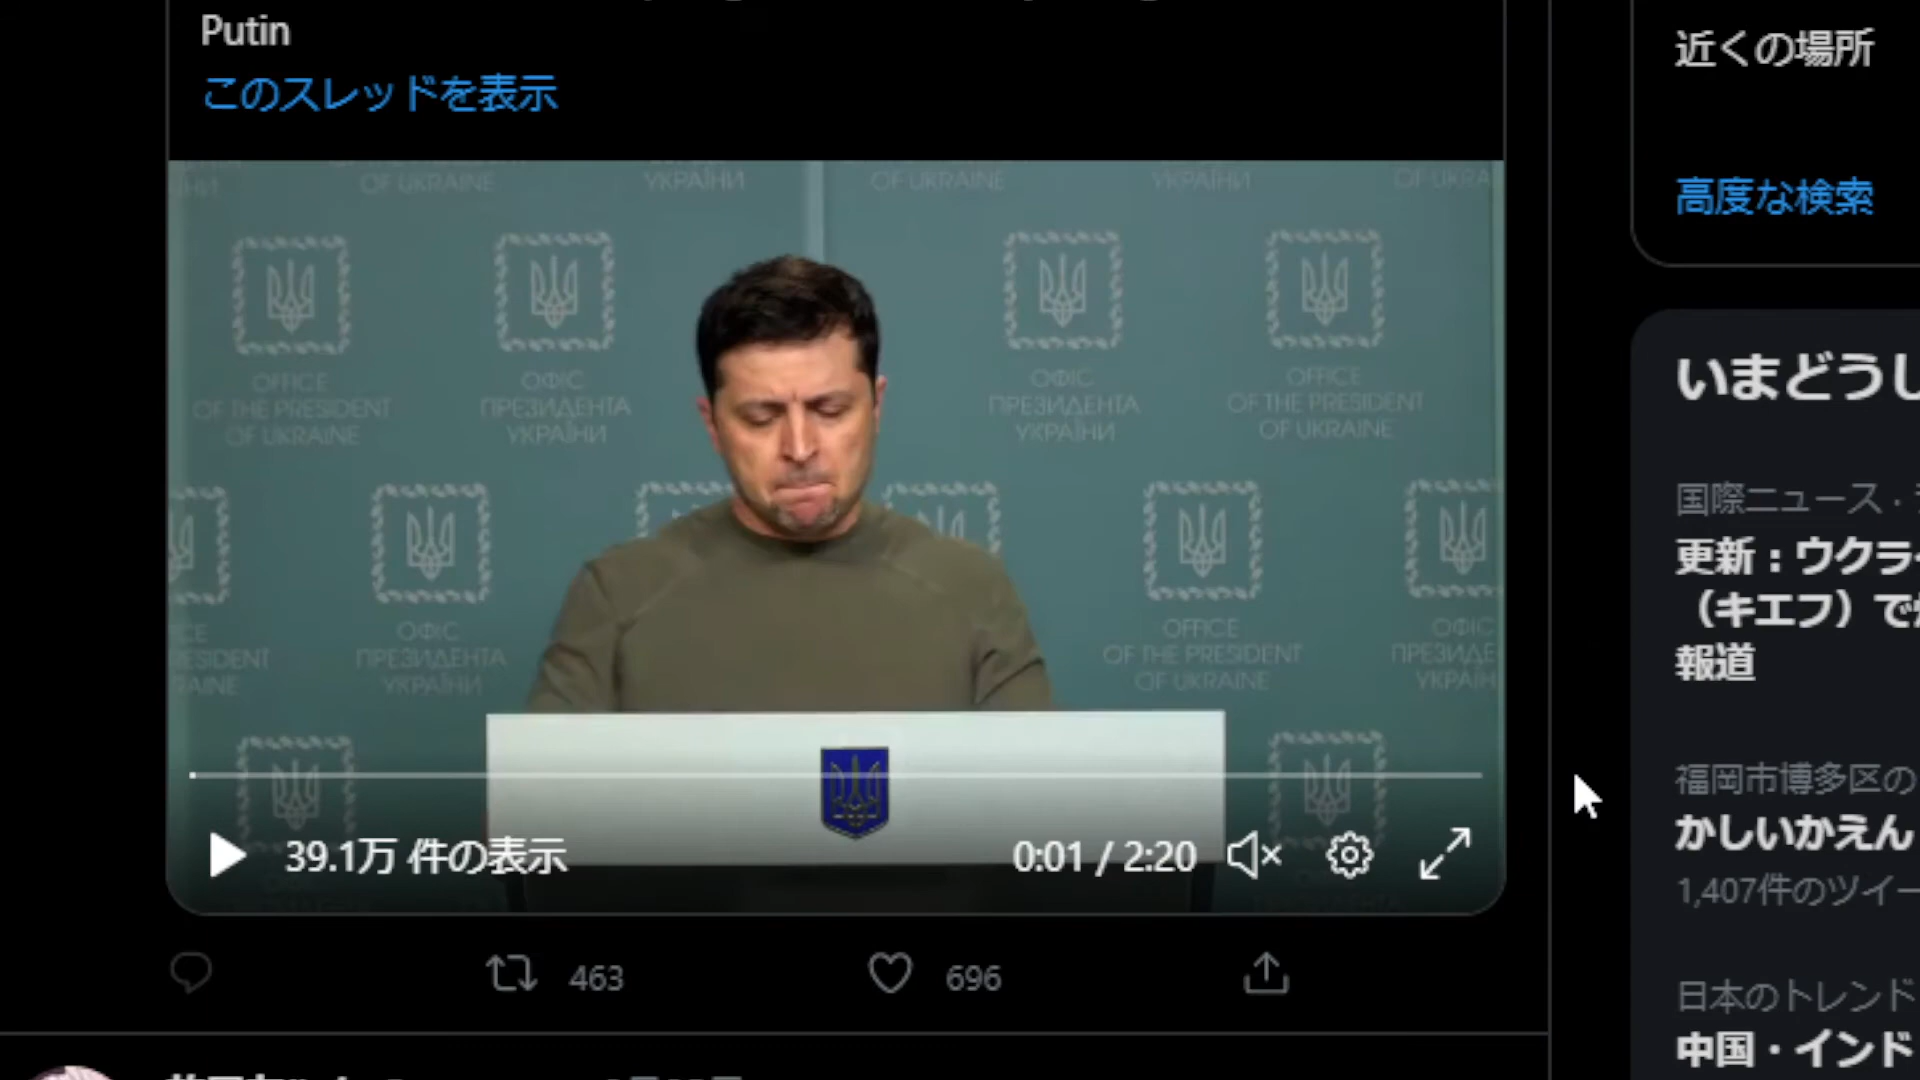 Putin
このスレッドを表示
OF UKRAINE
УКРАЇНИ
OF UKRAINE
УКРАЇНИ
OFFICE
OF THE PRESIDENT
OF UKRAINE
ОФІС
ПРЕЗИДЕНТА
УКРАЇНИ
ОФІС
ПРЕЗИДЕНТА
УКРАЇНИ
OFFICE
OF THE PRESIDENT
OF UKRAINE
ОФІС
ПРЕЗИДЕНТА
УКРАЇНИ
OFFICE
OF THE PRESIDENT
OF UKRAINE
ОФІС
39.1万 件の表示
0:01 / 2:20
463
696
近くの場所
高度な検索
いまどうし
国際ニュース ·
更新：ウクライ
（キエフ）で
報道
福岡市博多区の
かしいかえん
1,407件のツイー
日本のトレンド
中国・インド